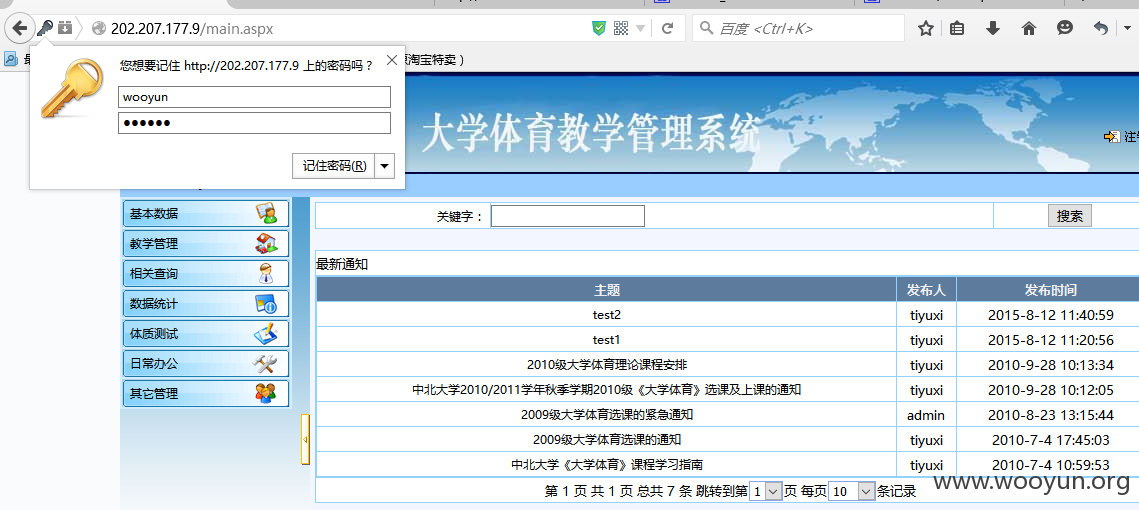 202.207.177.9/main.aspx
百度 <Ctrl+K>
您想要记住 http://202.207.177.9 上的密码吗？
淘宝特卖）
wooyun
●●●●●●
记住密码(R)
大学体育教学管理系统
基本数据
教学管理
相关查询
数据统计
体质测试
日常办公
其它管理
关键字：
搜索
最新通知
主题 发布人 发布时间
test2 tiyuxi 2015-8-12 11:40:59
test1 tiyuxi 2015-8-12 11:20:56
2010级大学体育理论课程安排 tiyuxi 2010-9-28 10:13:34
中北大学2010/2011学年秋季学期2010级《大学体育》选课及上课的通知 tiyuxi 2010-9-28 10:12:05
2009级大学体育选课的紧急通知 admin 2010-8-23 13:15:44
2009级大学体育选课的通知 tiyuxi 2010-7-4 17:45:03
中北大学《大学体育》课程学习指南 tiyuxi 2010-7-4 10:59:53
第 1 页 共 1 页 总共 7 条 跳转到第 1 页 每页 10 条记录
www.wooyun.org